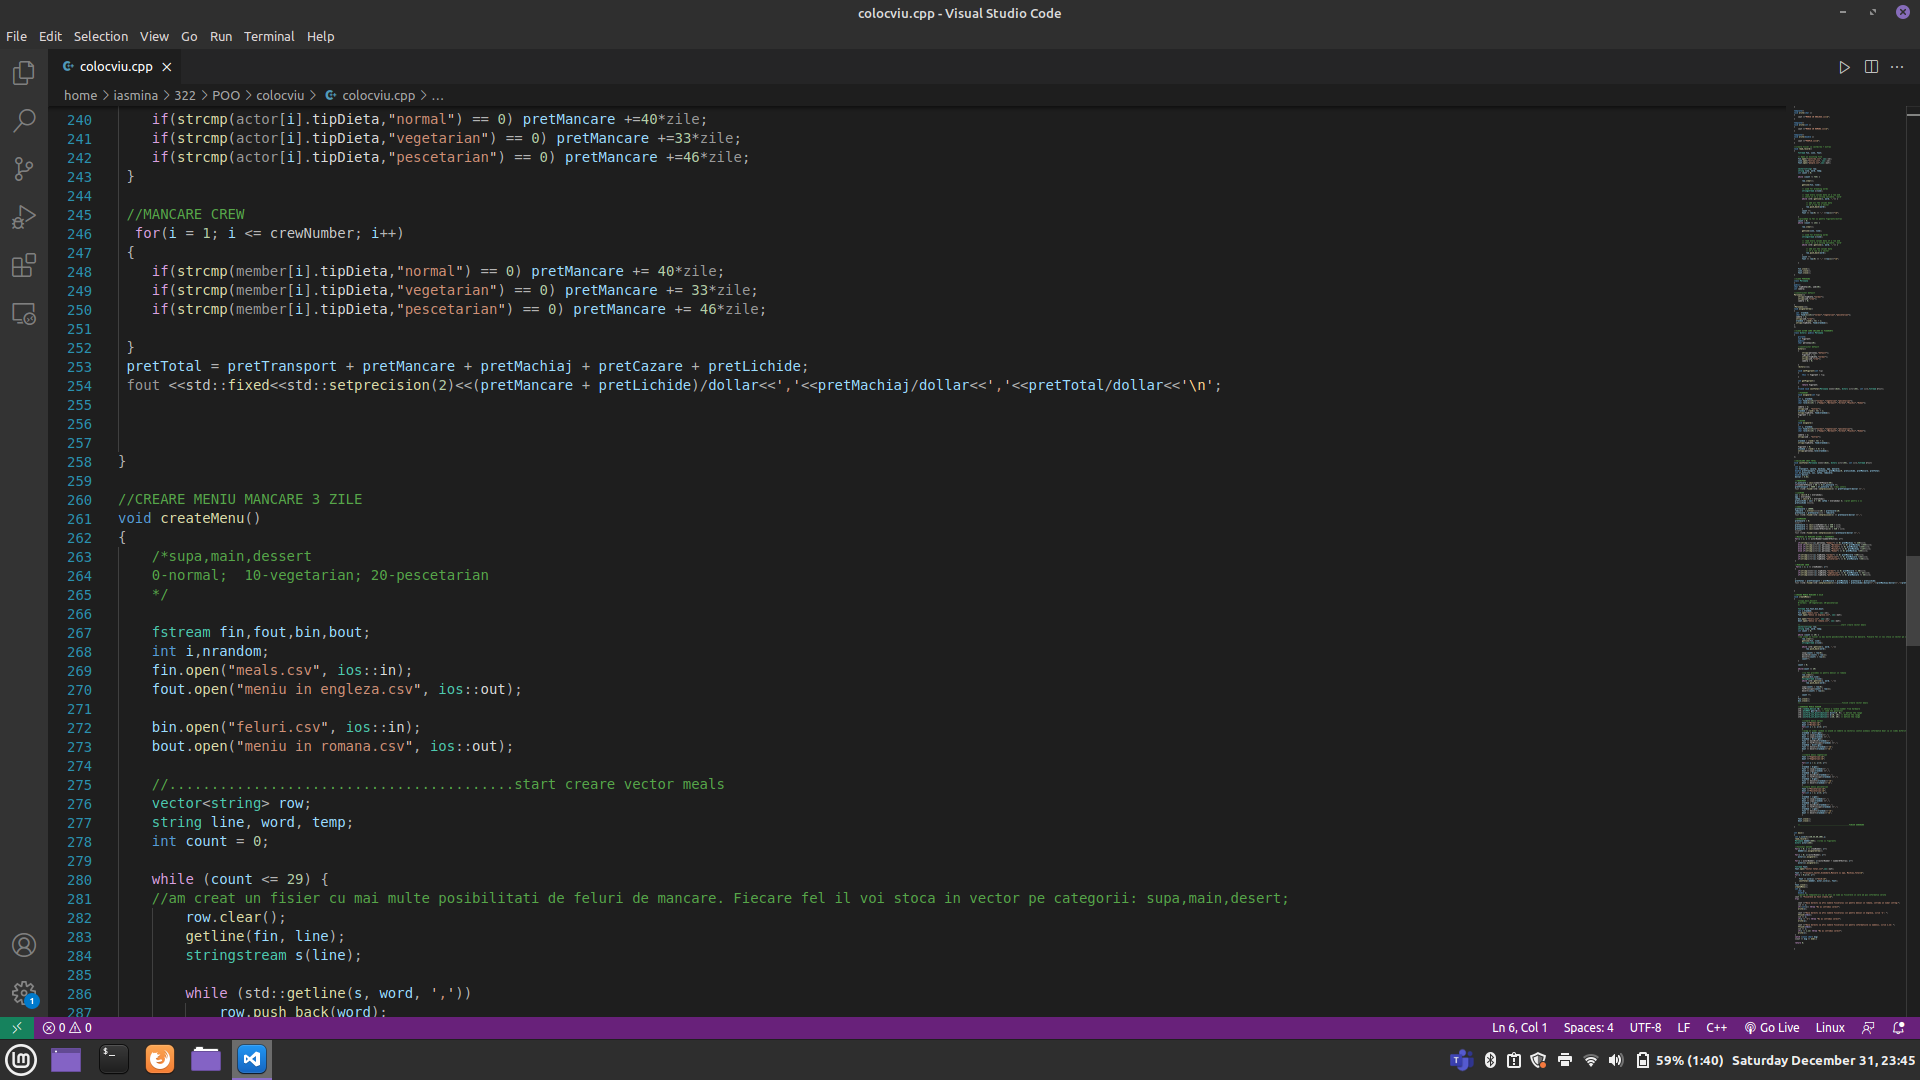 colocviu.cpp - Visual Studio Code
File Edit Selection View Go Run Terminal Help
colocviu.cpp
home > iasmina > 322 > POO > colocviu > colocviu.cpp > ...
240 if(strcmp(actor[i].tipDieta,"normal") == 0) pretMancare +=40*zile;
241 if(strcmp(actor[i].tipDieta,"vegetarian") == 0) pretMancare +=33*zile;
242 if(strcmp(actor[i].tipDieta,"pescetarian") == 0) pretMancare +=46*zile;
243 }
244
245 //MANCARE CREW
246 for(i = 1; i <= crewNumber; i++)
247 {
248 if(strcmp(member[i].tipDieta,"normal") == 0) pretMancare += 40*zile;
249 if(strcmp(member[i].tipDieta,"vegetarian") == 0) pretMancare += 33*zile;
250 if(strcmp(member[i].tipDieta,"pescetarian") == 0) pretMancare += 46*zile;
251
252 }
253 pretTotal = pretTransport + pretMancare + pretMachiaj + pretCazare + pretLichide;
254 fout <<std::fixed<<std::setprecision(2)<<(pretMancare + pretLichide)/dollar<<','<<pretMachiaj/dollar<<','<<pretTotal/dollar<<'\n';
255
256
257
258 }
259
260 //CREARE MENIU MANCARE 3 ZILE
261 void createMenu()
262 {
263 /*supa,main,dessert
264 0-normal;  10-vegetarian; 20-pescetarian
265 */
266
267 fstream fin,fout,bin,bout;
268 int i,nrandom;
269 fin.open("meals.csv", ios::in);
270 fout.open("meniu in engleza.csv", ios::out);
271
272 bin.open("feluri.csv", ios::in);
273 bout.open("meniu in romana.csv", ios::out);
274
275 //.........................................start creare vector meals
276 vector<string> row;
277 string line, word, temp;
278 int count = 0;
279
280 while (count <= 29) {
281 //am creat un fisier cu mai multe posibilitati de feluri de mancare. Fiecare fel il voi stoca in vector pe categorii: supa,main,desert;
282 row.clear();
283 getline(fin, line);
284 stringstream s(line);
285
286 while (std::getline(s, word, ','))
287 row.push_back(word);
1
0 0
Ln 6, Col 1 Spaces: 4 UTF-8 LF C++ Go Live Linux
59% (1:40) Saturday December 31, 23:45